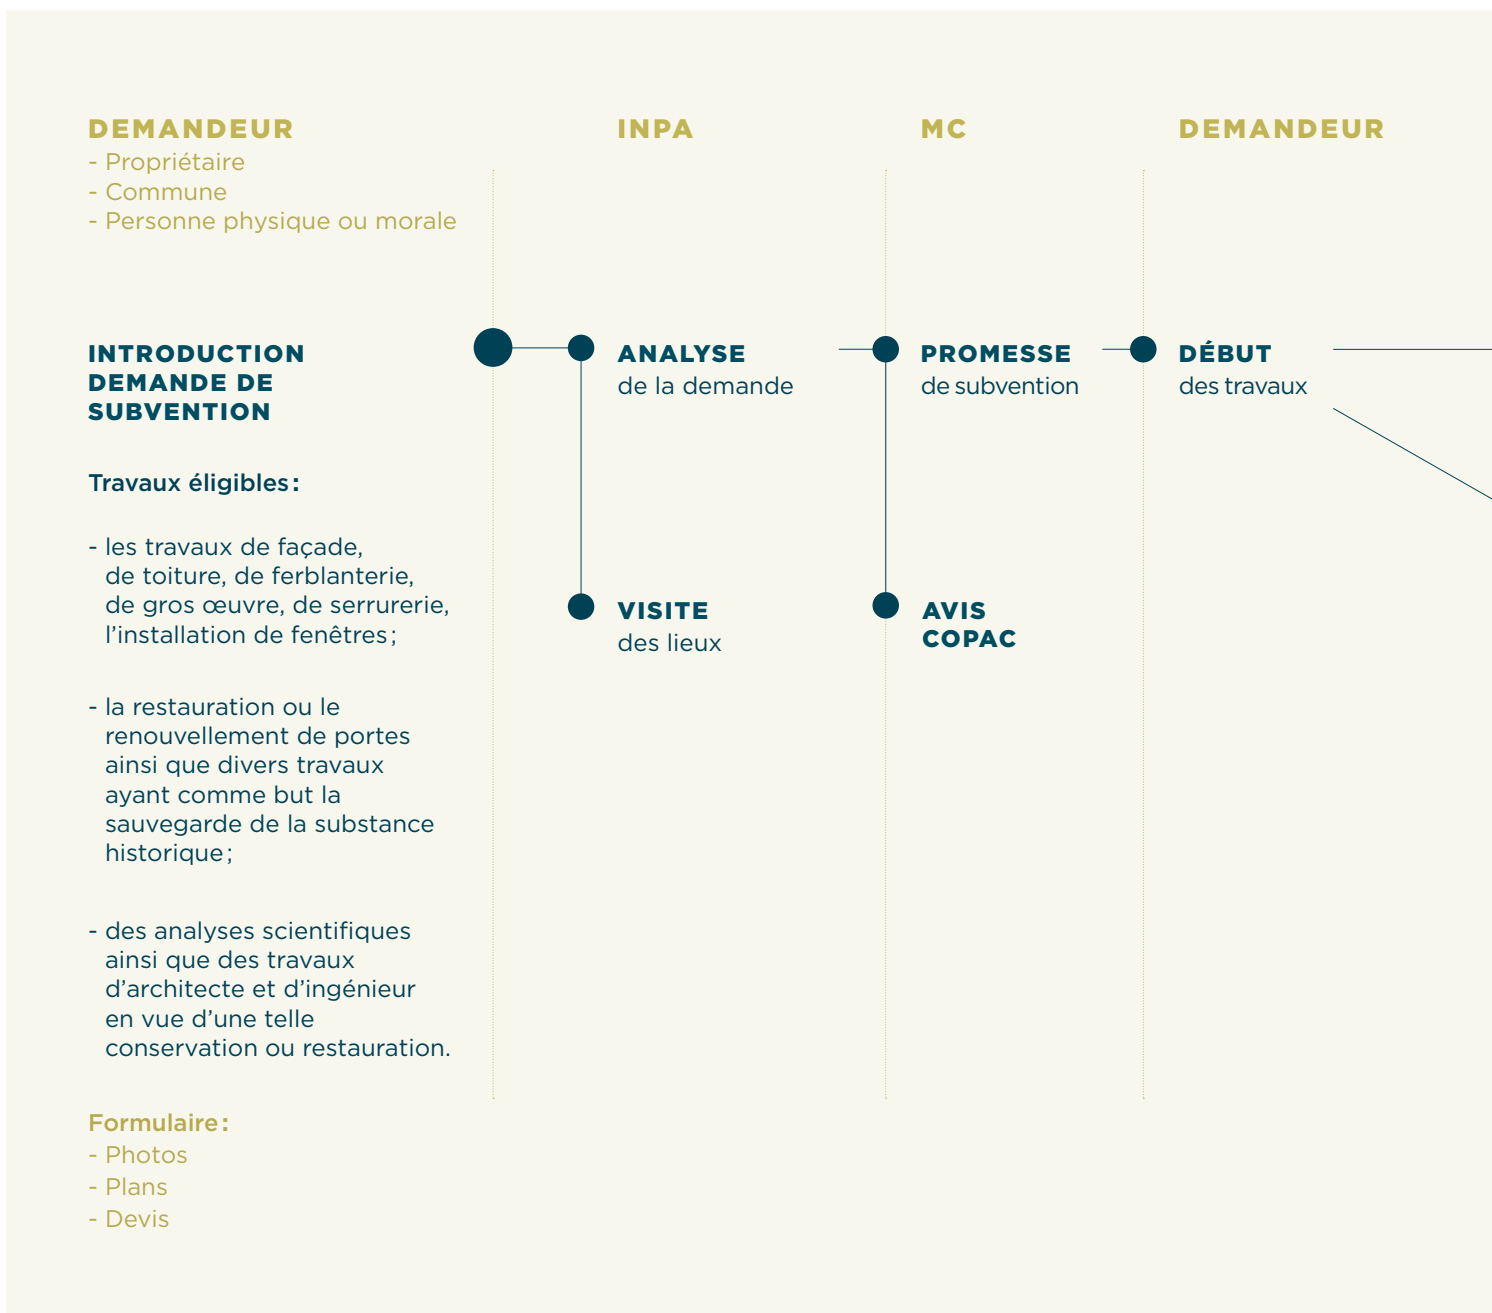 DEMANDEUR
- Propriétaire
- Commune
- Personne physique ou morale
INTRODUCTION
DEMANDE DE
SUBVENTION
Travaux éligibles :
- les travaux de façade,
de toiture, de ferblanterie,
de gros œuvre, de serrurerie,
l’installation de fenêtres ;
- la restauration ou le
renouvellement de portes
ainsi que divers travaux
ayant comme but la
sauvegarde de la substance
historique ;
- des analyses scientifiques
ainsi que des travaux
d’architecte et d’ingénieur
en vue d’une telle
conservation ou restauration.
Formulaire :
- Photos
- Plans
- Devis
INPA
ANALYSE
de la demande
VISITE
des lieux
MC
PROMESSE
de subvention
AVIS
COPAC
DEMANDEUR
DÉBUT
des travaux